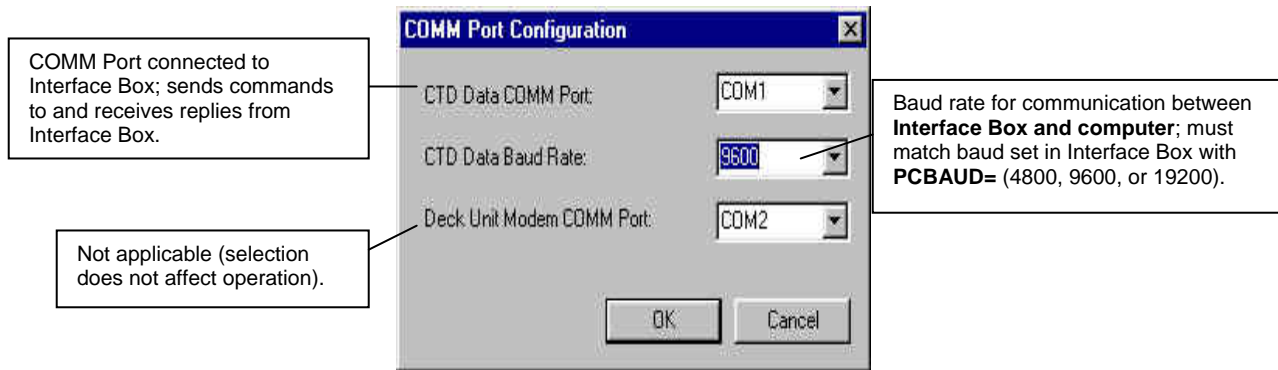 COMM Port Configuration
COMM Port connected to
Interface Box; sends commands
to and receives replies from
Interface Box.
CTD Data COMM Port:
COM1
CTD Data Baud Rate:
9600
Baud rate for communication between
Interface Box and computer; must
match baud set in Interface Box with
PCBAUD= (4800, 9600, or 19200).
Deck Unit Modem COMM Port:
COM2
Not applicable (selection
does not affect operation).
OK
Cancel